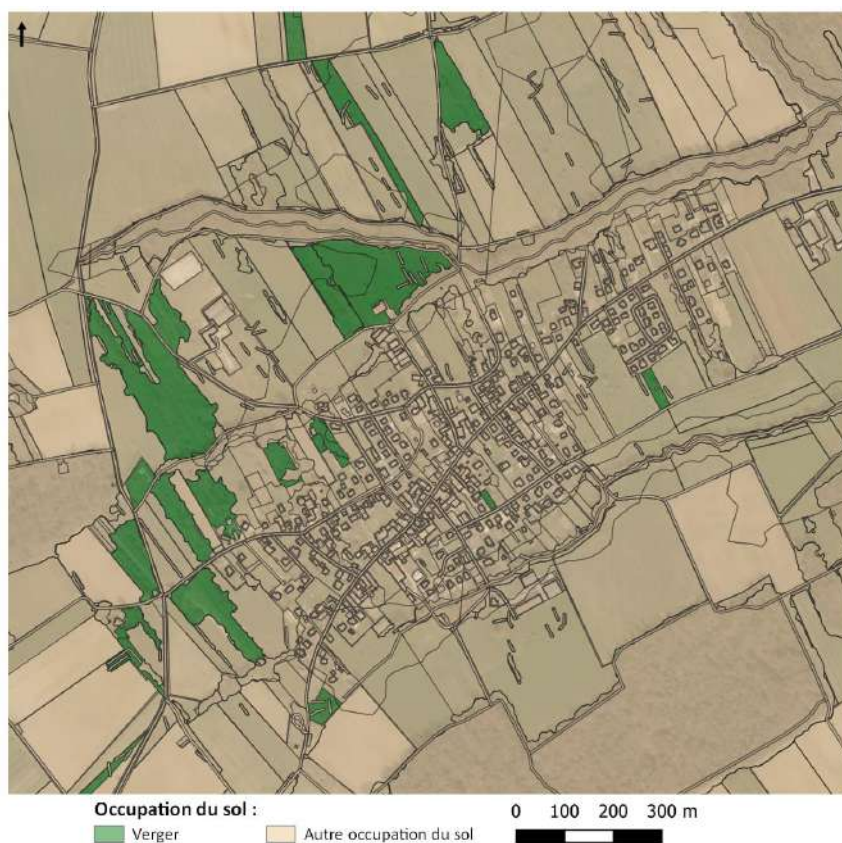 Occupation du sol :
Verger
Autre occupation du sol
0 100 200 300 m